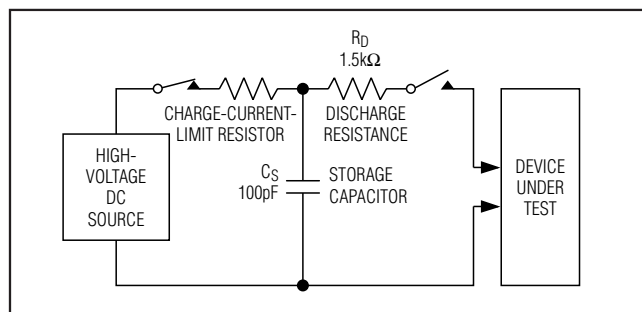 R_D
1.5kΩ
CHARGE-CURRENT-
LIMIT RESISTOR
DISCHARGE
RESISTANCE
HIGH-
VOLTAGE
DC
SOURCE
C_S
100pF
STORAGE
CAPACITOR
DEVICE
UNDER
TEST